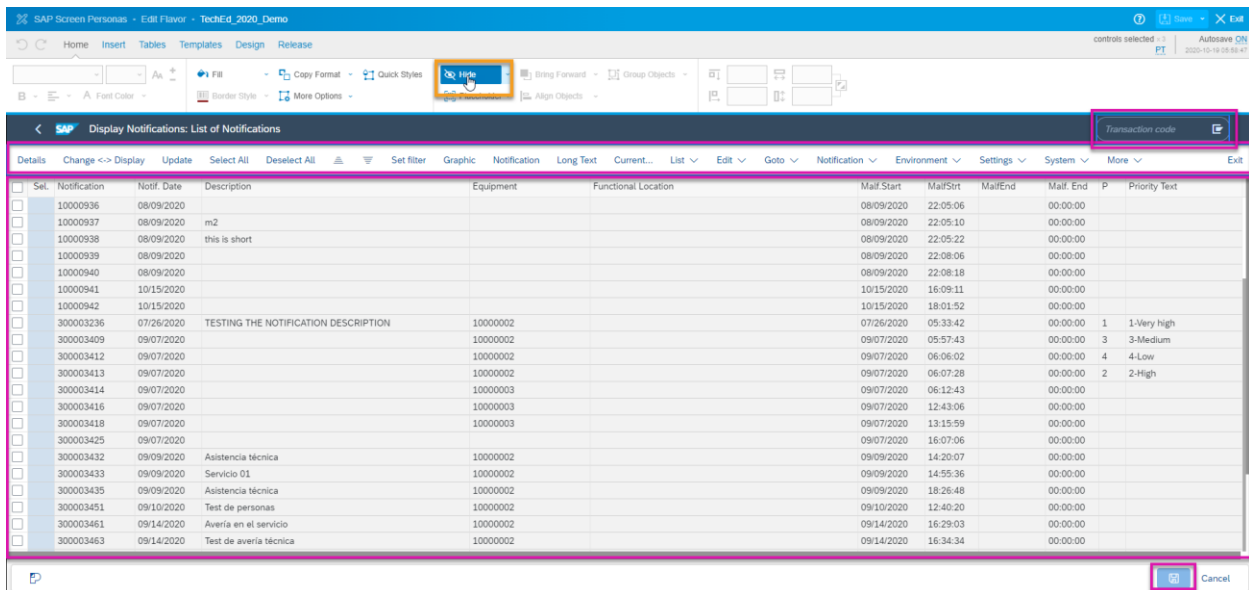 SAP Screen Personas - Edit Flavor - TechEd_2020_Demo Save Exit
Home Insert Tables Templates Design Release controls selected = 3 Autosave ON
PT 2020-10-19 05:55:47
Fill Copy Format Quick Styles Hide Bring Forward Group Objects
B A Font Color Border Style More Options Placeholder Align Objects
SAP Display Notifications: List of Notifications Transaction code
Details Change <-> Display Update Select All Deselect All Set filter Graphic Notification Long Text Current... List Edit Goto Notification Environment Settings System More Exit
Sel. Notification Notif. Date Description Equipment Functional Location Malf.Start MalfStrt MalfEnd Malf. End P Priority Text
10000936 08/09/2020 08/09/2020 22:05:06 00:00:00
10000937 08/09/2020 m2 08/09/2020 22:05:10 00:00:00
10000938 08/09/2020 this is short 08/09/2020 22:05:22 00:00:00
10000939 08/09/2020 08/09/2020 22:08:06 00:00:00
10000940 08/09/2020 08/09/2020 22:08:18 00:00:00
10000941 10/15/2020 10/15/2020 16:09:11 00:00:00
10000942 10/15/2020 10/15/2020 18:01:52 00:00:00
300003236 07/26/2020 TESTING THE NOTIFICATION DESCRIPTION 10000002 07/26/2020 05:33:42 00:00:00 1 1-Very high
300003409 09/07/2020 10000002 09/07/2020 05:57:43 00:00:00 3 3-Medium
300003412 09/07/2020 10000002 09/07/2020 06:06:02 00:00:00 4 4-Low
300003413 09/07/2020 10000002 09/07/2020 06:07:28 00:00:00 2 2-High
300003414 09/07/2020 10000003 09/07/2020 06:12:43 00:00:00
300003416 09/07/2020 10000003 09/07/2020 12:43:06 00:00:00
300003418 09/07/2020 10000003 09/07/2020 13:15:59 00:00:00
300003425 09/07/2020 09/07/2020 16:07:06 00:00:00
300003432 09/09/2020 Asistencia técnica 10000002 09/09/2020 14:20:07 00:00:00
300003433 09/09/2020 Servicio 01 10000002 09/09/2020 14:55:36 00:00:00
300003435 09/09/2020 Asistencia técnica 10000002 09/09/2020 18:26:48 00:00:00
300003451 09/10/2020 Test de personas 10000002 09/10/2020 12:40:20 00:00:00
300003461 09/14/2020 Avería en el servicio 10000002 09/14/2020 16:29:03 00:00:00
300003463 09/14/2020 Test de avería técnica 10000002 09/14/2020 16:34:34 00:00:00
Cancel